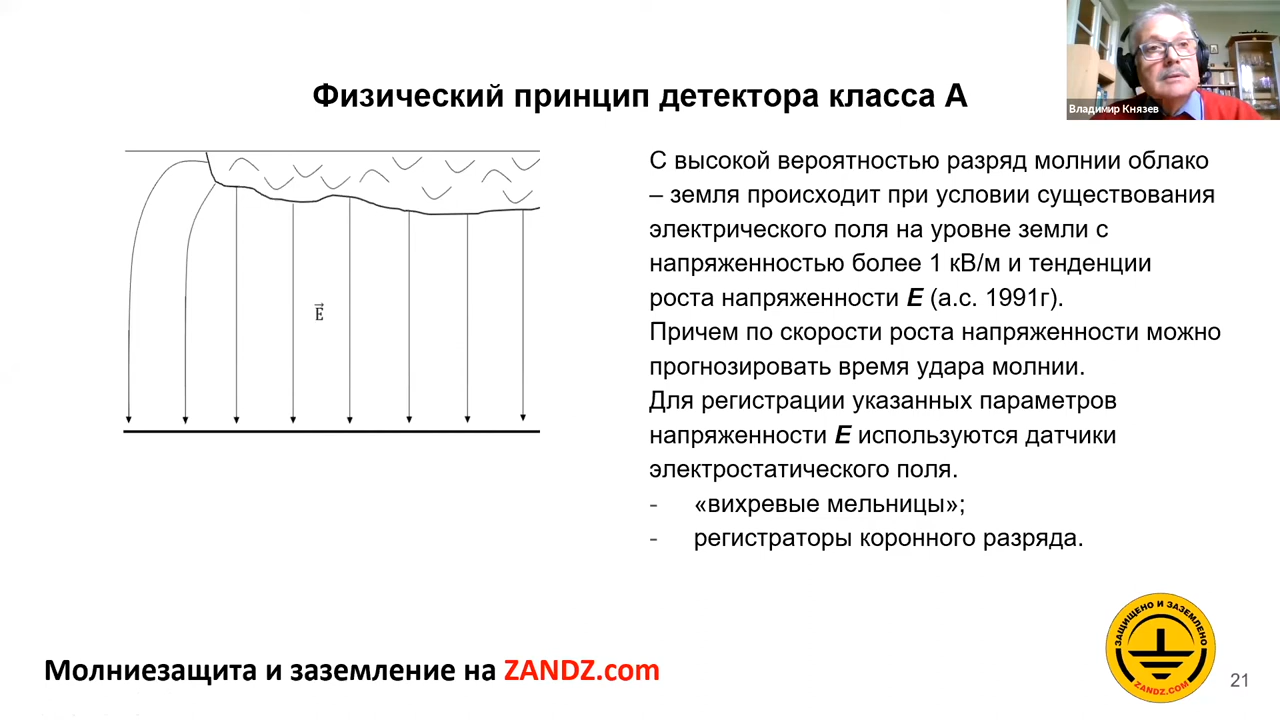 Физический принцип детектора класса А
Владимир Князев
E
С высокой вероятностью разряд молнии облако
– земля происходит при условии существования
электрического поля на уровне земли с
напряженностью более 1 кВ/м и тенденции
роста напряженности E (а.с. 1991г).
Причем по скорости роста напряженности можно
прогнозировать время удара молнии.
Для регистрации указанных параметров
напряженности E используются датчики
электростатического поля.
- «вихревые мельницы»;
- регистраторы коронного разряда.
ЗАЩИЩЕНО И ЗАЗЕМЛЕНО
ZANDZ.COM
Молниезащита и заземление на ZANDZ.com
21